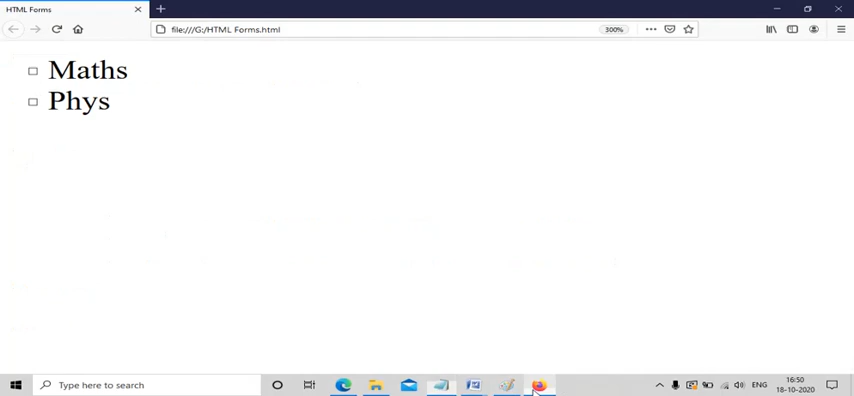 HTML Forms
file:///G:/HTML Forms.html
300%
Maths
Phys
Type here to search
ENG
16:50
18-10-2020